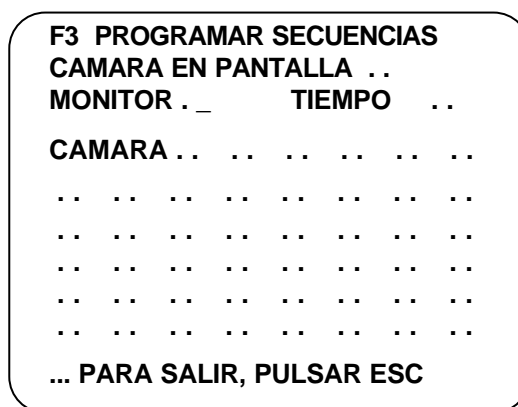 F3 PROGRAMAR SECUENCIAS
CAMARA EN PANTALLA . .
MONITOR . _ TIEMPO . .
CAMARA . . . . . . . . . . . .
. . . . . . . . . . . . . . . .
. . . . . . . . . . . . . . . .
. . . . . . . . . . . . . . . .
. . . . . . . . . . . . . . . .
. . . . . . . . . . . . . . . .
... PARA SALIR, PULSAR ESC